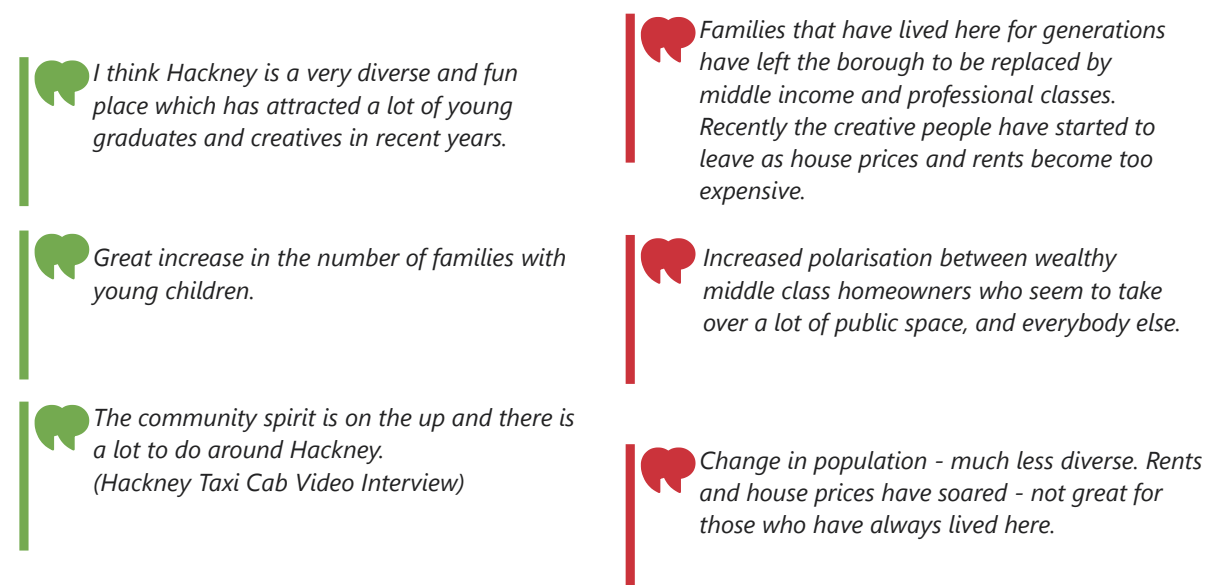 I think Hackney is a very diverse and fun
place which has attracted a lot of young
graduates and creatives in recent years.
Great increase in the number of families with
young children.
The community spirit is on the up and there is
a lot to do around Hackney.
(Hackney Taxi Cab Video Interview)
Families that have lived here for generations
have left the borough to be replaced by
middle income and professional classes.
Recently the creative people have started to
leave as house prices and rents become too
expensive.
Increased polarisation between wealthy
middle class homeowners who seem to take
over a lot of public space, and everybody else.
Change in population - much less diverse. Rents
and house prices have soared - not great for
those who have always lived here.